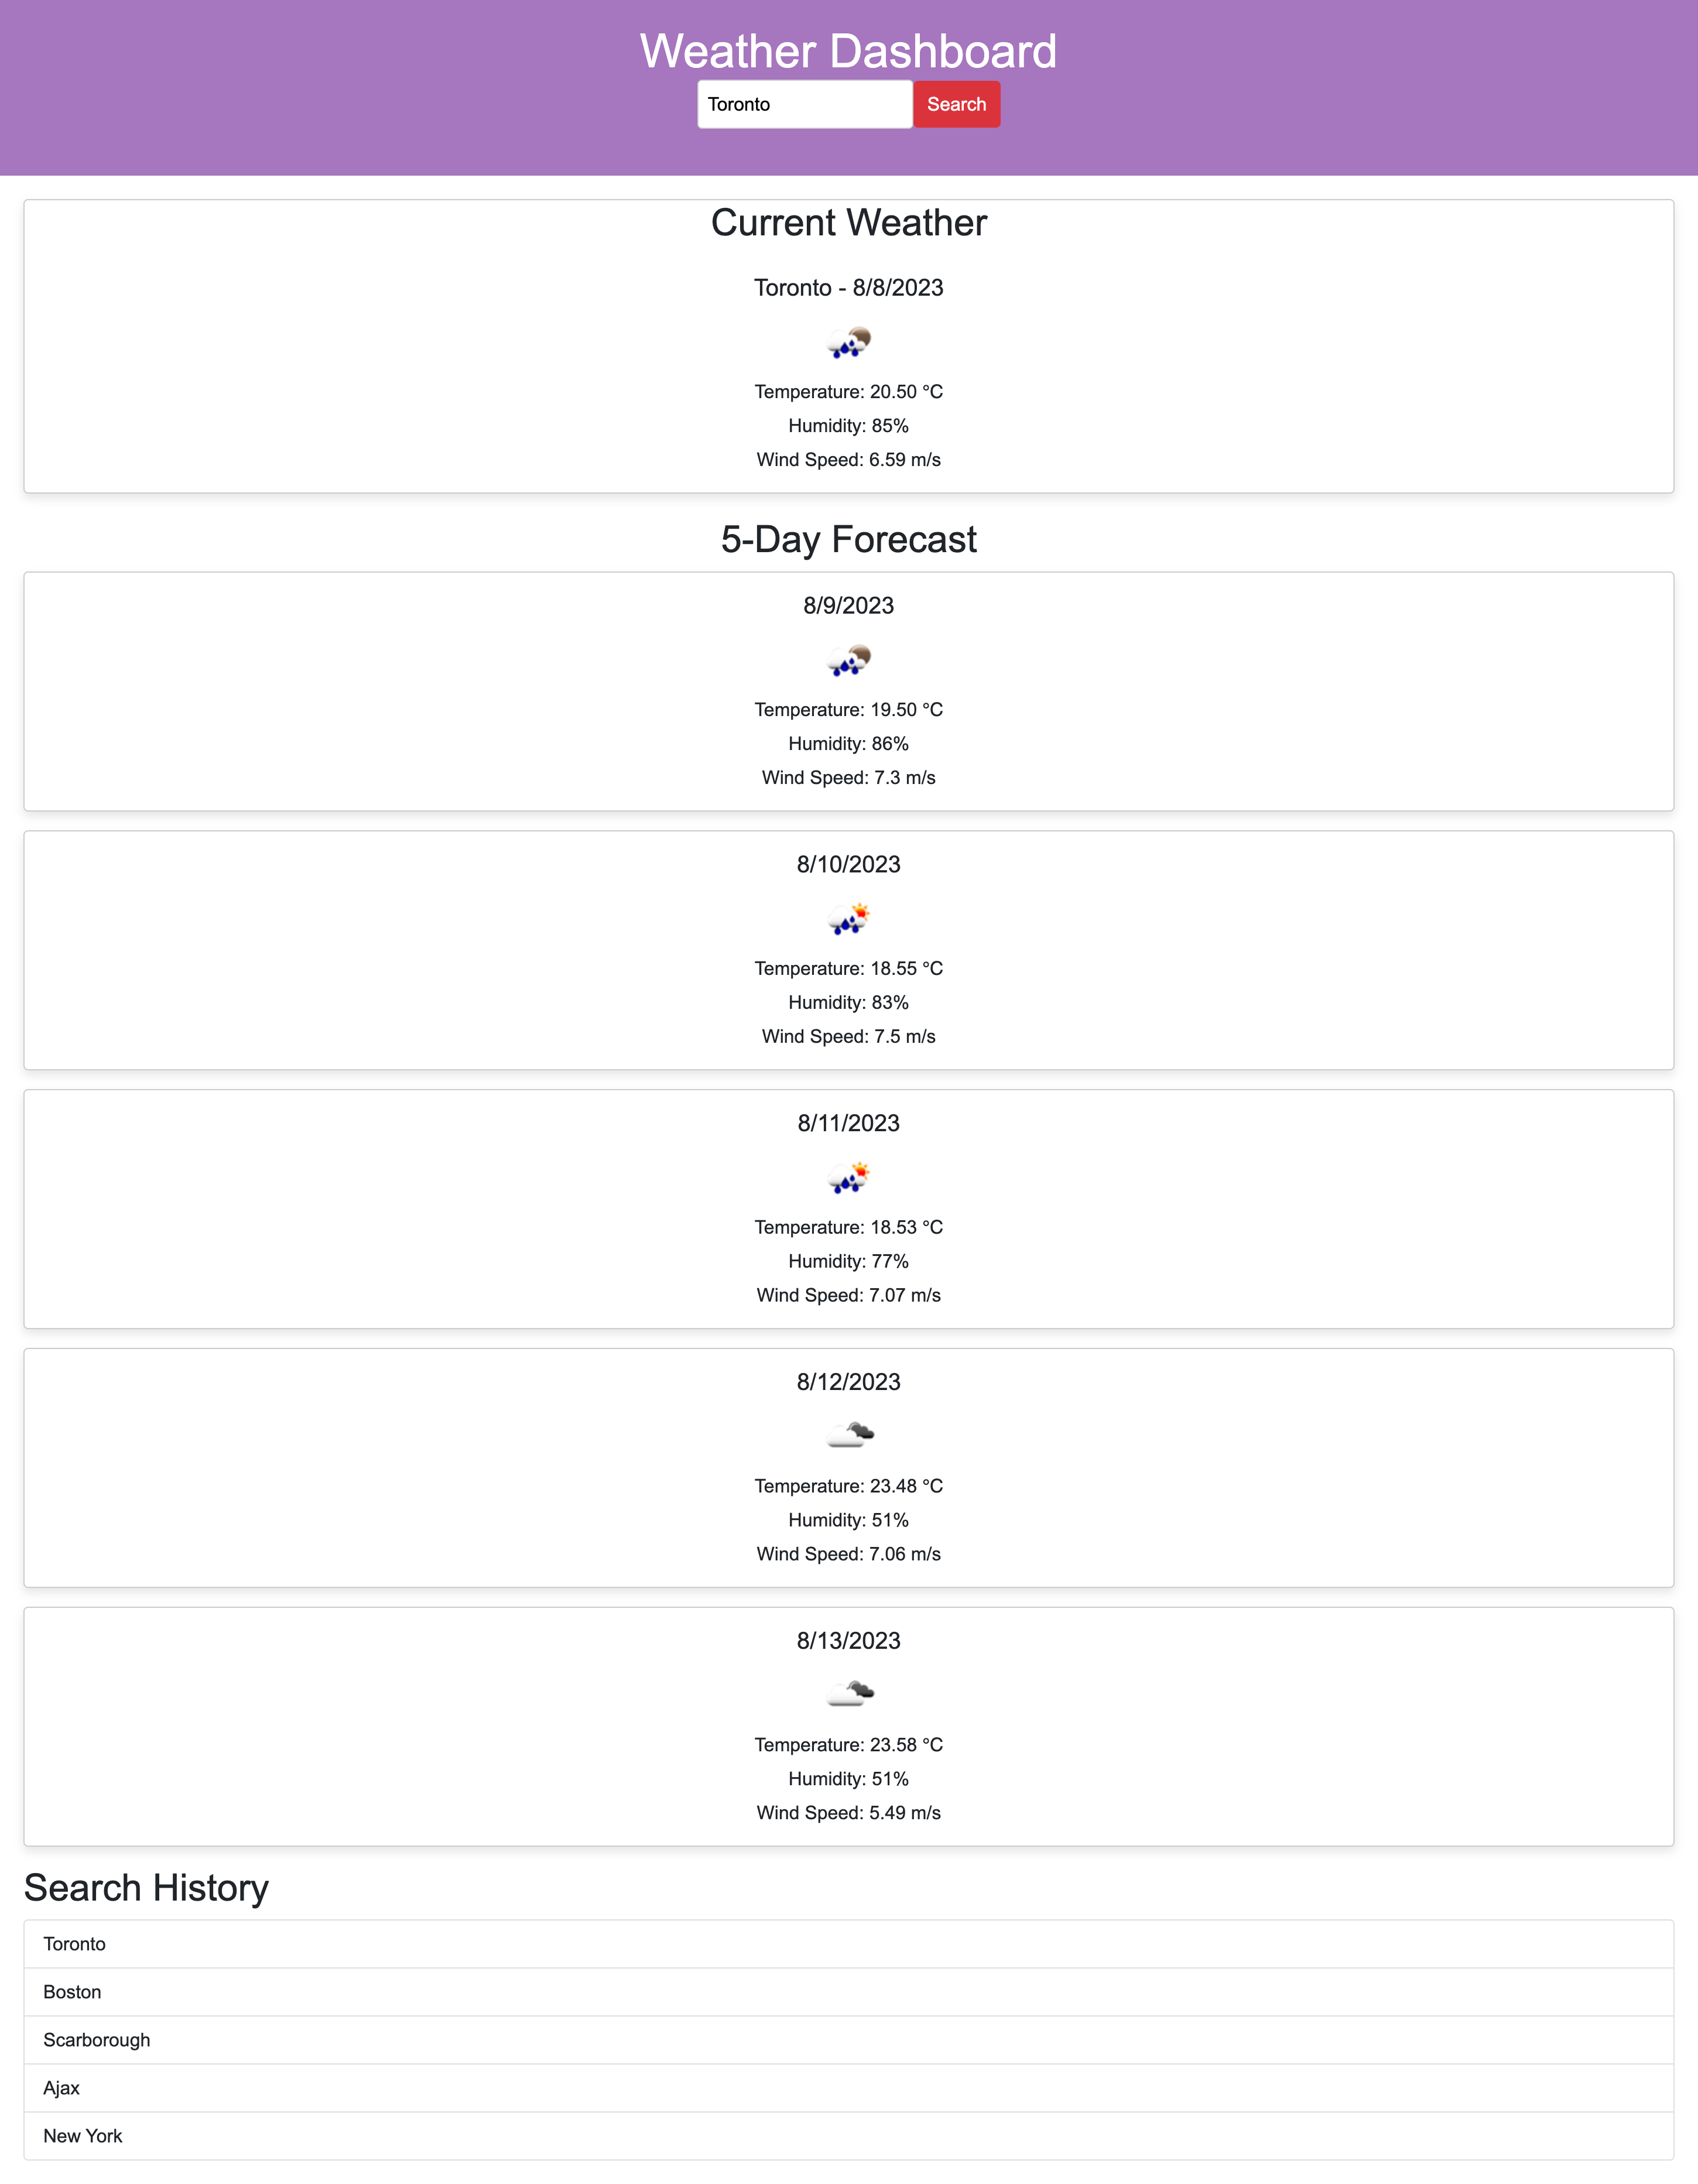 Weather Dashboard
Toronto
Search
Current Weather
Toronto - 8/8/2023
Temperature: 20.50 °C
Humidity: 85%
Wind Speed: 6.59 m/s
5-Day Forecast
8/9/2023
Temperature: 19.50 °C
Humidity: 86%
Wind Speed: 7.3 m/s
8/10/2023
Temperature: 18.55 °C
Humidity: 83%
Wind Speed: 7.5 m/s
8/11/2023
Temperature: 18.53 °C
Humidity: 77%
Wind Speed: 7.07 m/s
8/12/2023
Temperature: 23.48 °C
Humidity: 51%
Wind Speed: 7.06 m/s
8/13/2023
Temperature: 23.58 °C
Humidity: 51%
Wind Speed: 5.49 m/s
Search History
Toronto
Boston
Scarborough
Ajax
New York